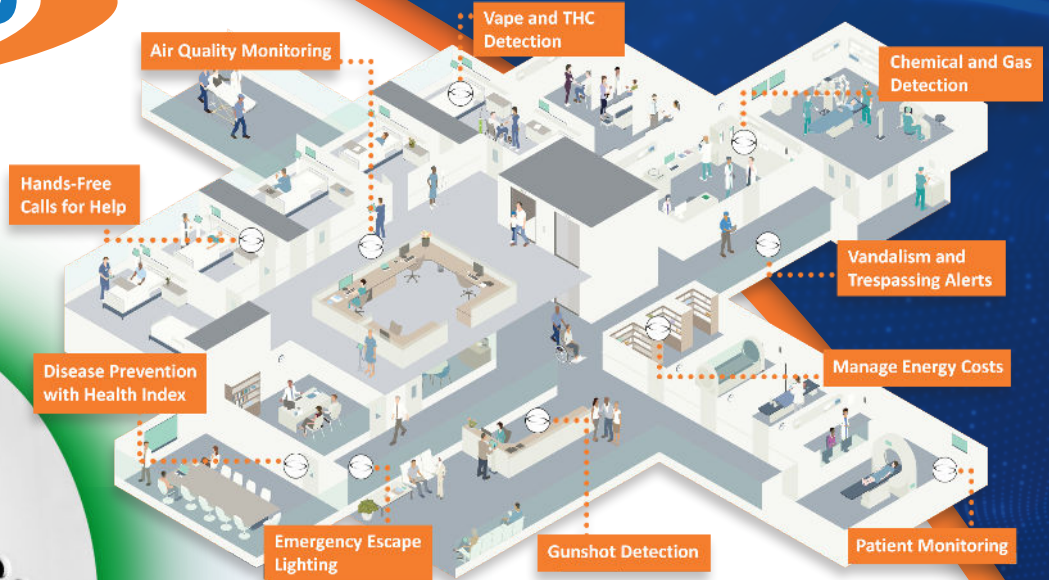 Vape and THC
Detection
Air Quality Monitoring
Chemical and Gas
Detection
Hands-Free
Calls for Help
Vandalism and
Trespassing Alerts
Manage Energy Costs
Disease Prevention
with Health Index
Emergency Escape
Lighting
Gunshot Detection
Patient Monitoring